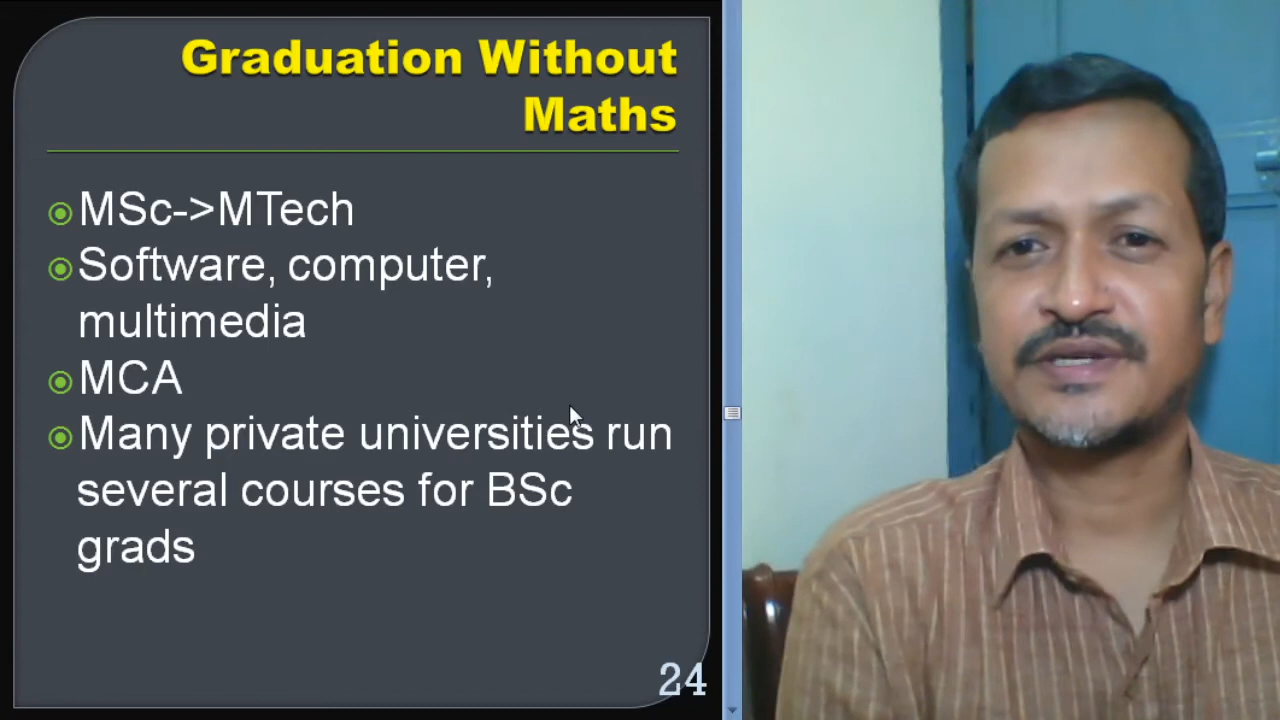 Graduation Without
Maths
MSc->MTech
Software, computer,
multimedia
MCA
Many private universities run
several courses for BSc
grads
24